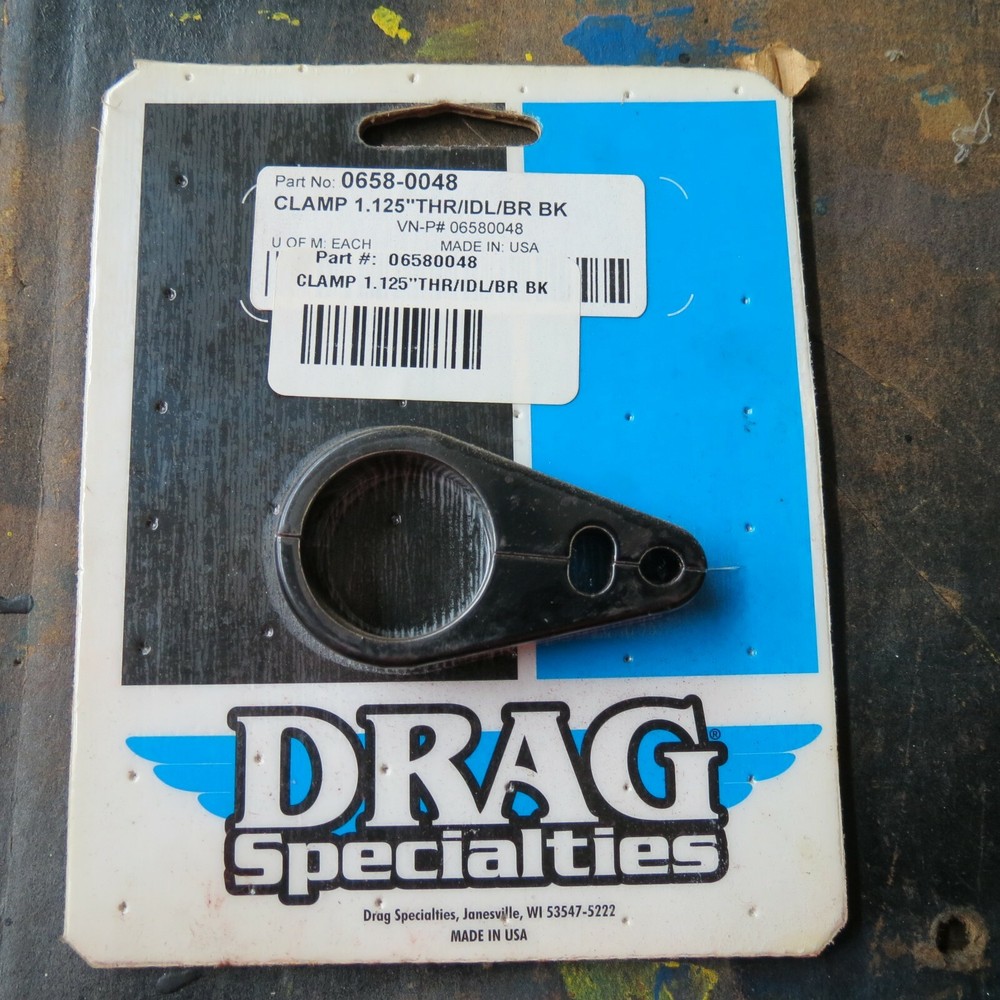 Part No: 0658-0048
CLAMP 1.125"THR/IDL/BR BK
VN-P# 06580048
U OF M: EACH MADE IN: USA
Part #: 06580048
CLAMP 1.125"THR/IDL/BR BK
DRAG®
Specialties
Drag Specialties, Janesville, WI 53547-5222
MADE IN USA